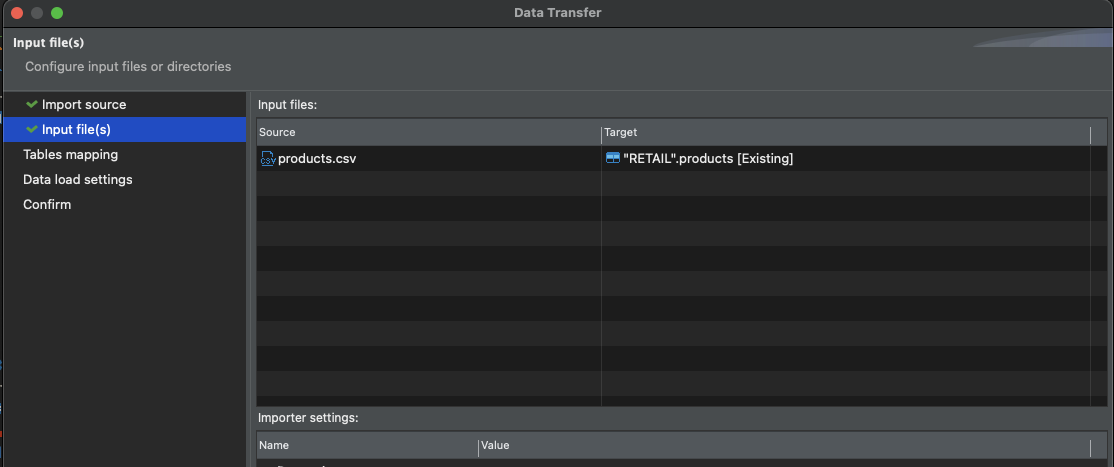 Data Transfer
Input file(s)
Configure input files or directories
Import source
Input file(s)
Tables mapping
Data load settings
Confirm
Input files:
Source Target
CSV products.csv "RETAIL".products [Existing]
Importer settings:
Name Value